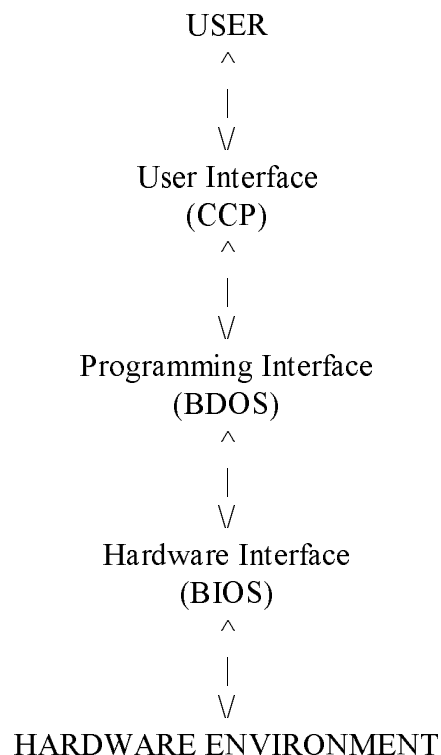 USER
^
|
\/
User Interface
(CCP)
^
|
\/
Programming Interface
(BDOS)
^
|
\/
Hardware Interface
(BIOS)
^
|
\/
HARDWARE ENVIRONMENT